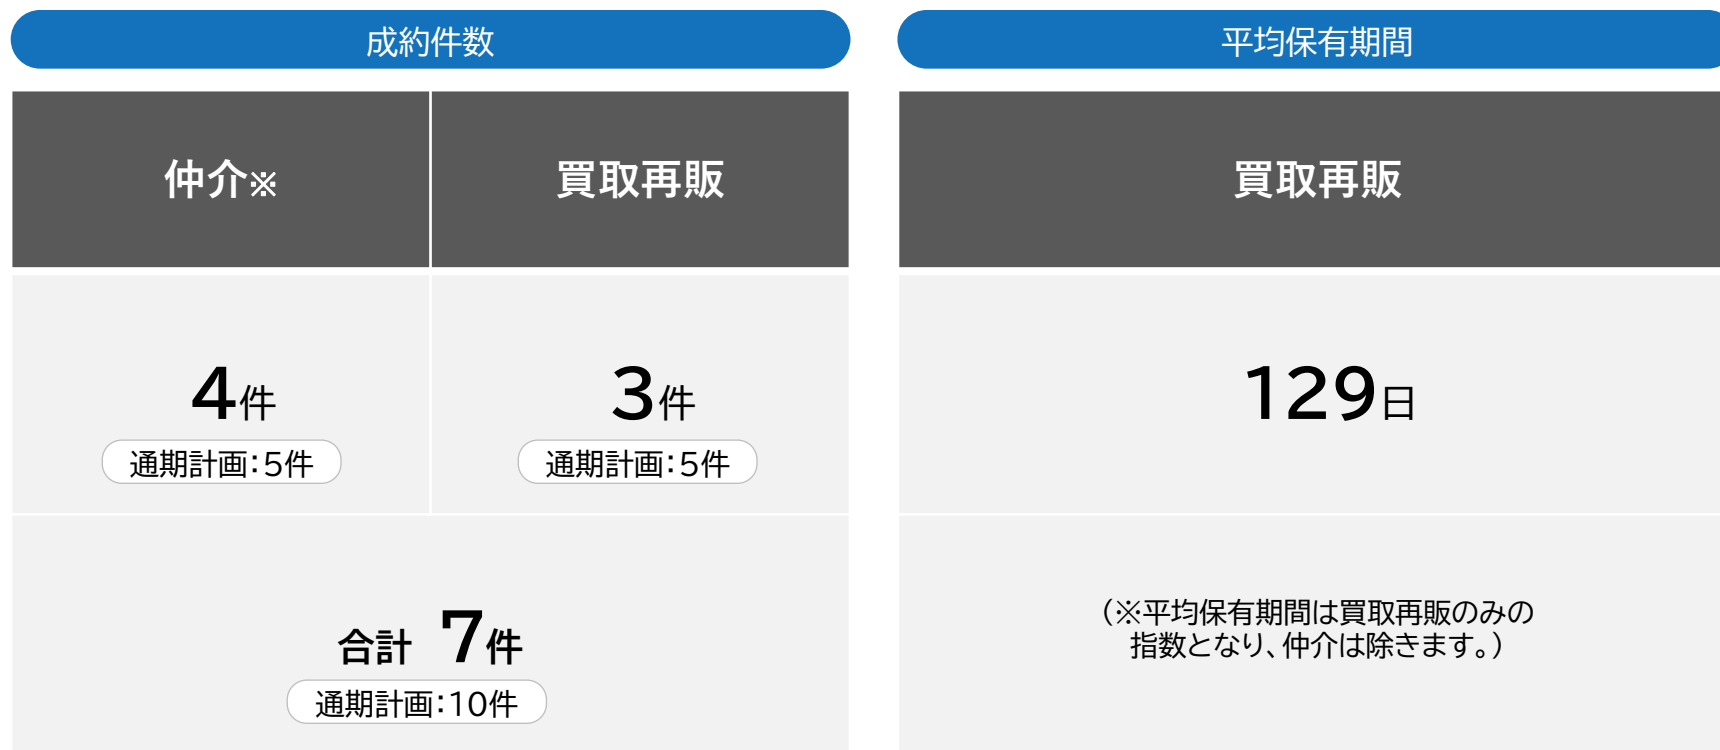 成約件数
仲介※
買取再販
4件
通期計画：5件
3件
通期計画：5件
合計 7件
通期計画：10件
平均保有期間
買取再販
129日
（※平均保有期間は買取再販のみの
指数となり、仲介は除きます。）